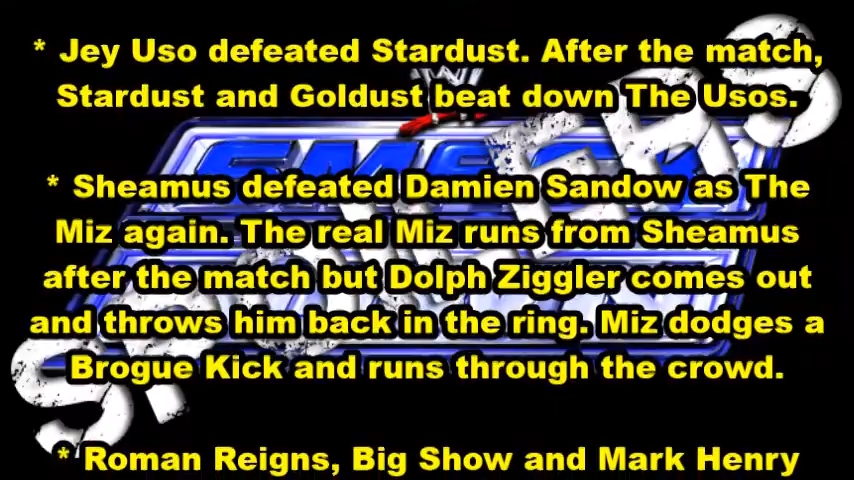 * Jey Uso defeated Stardust. After the match,
Stardust and Goldust beat down The Usos.
* Sheamus defeated Damien Sandow as The
Miz again. The real Miz runs from Sheamus
after the match but Dolph Ziggler comes out
and throws him back in the ring. Miz dodges a
Brogue Kick and runs through the crowd.
* Roman Reigns, Big Show and Mark Henry
SPOILERS